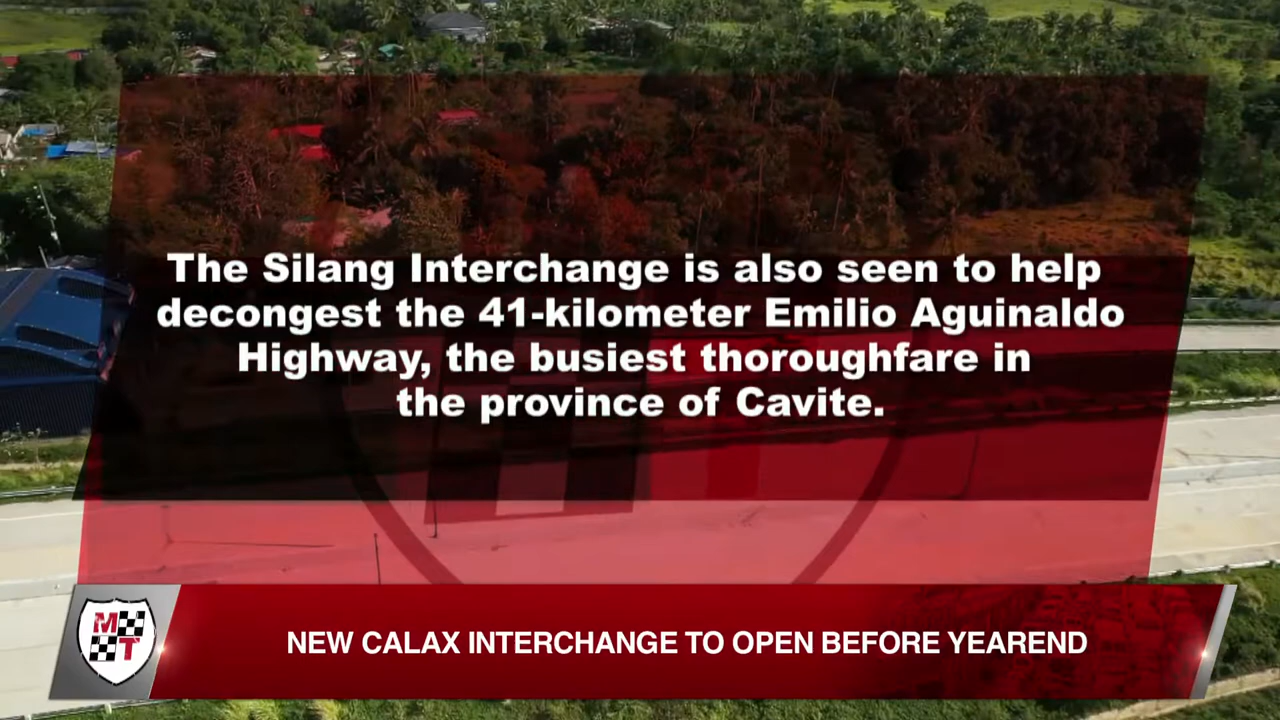 The Silang Interchange is also seen to help
decongest the 41-kilometer Emilio Aguinaldo
Highway, the busiest thoroughfare in
the province of Cavite.
M
T
NEW CALAX INTERCHANGE TO OPEN BEFORE YEAREND